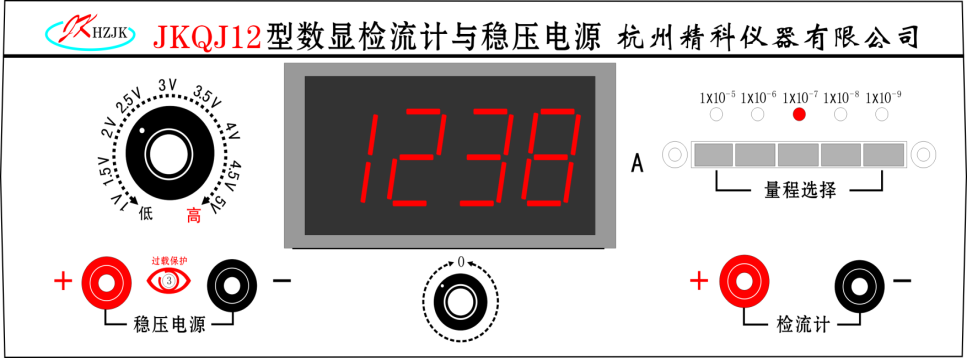 JK HZJK JKQJ12型数显检流计与稳压电源 杭州精科仪器有限公司
1V 1.5V 2V 2.5V 3V 3.5V 4V 4.5V 5V
低 高
1238
A
1X10⁻⁵ 1X10⁻⁶ 1X10⁻⁷ 1X10⁻⁸ 1X10⁻⁹
量程选择
+ 过载保护 −
3
稳压电源
0
+ −
检流计